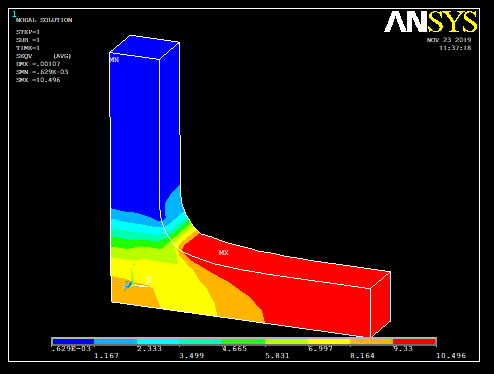 1
NODAL SOLUTION
STEP=1
SUB =1
TIME=1
SEQV (AVG)
DMX =.00107
SMN =.629E-03
SMX =10.496
ANSYS
NOV 23 2019
11:37:18
MN
MX
X
.629E-03 2.333 4.665 6.997 9.33
1.167 3.499 5.831 8.164 10.496